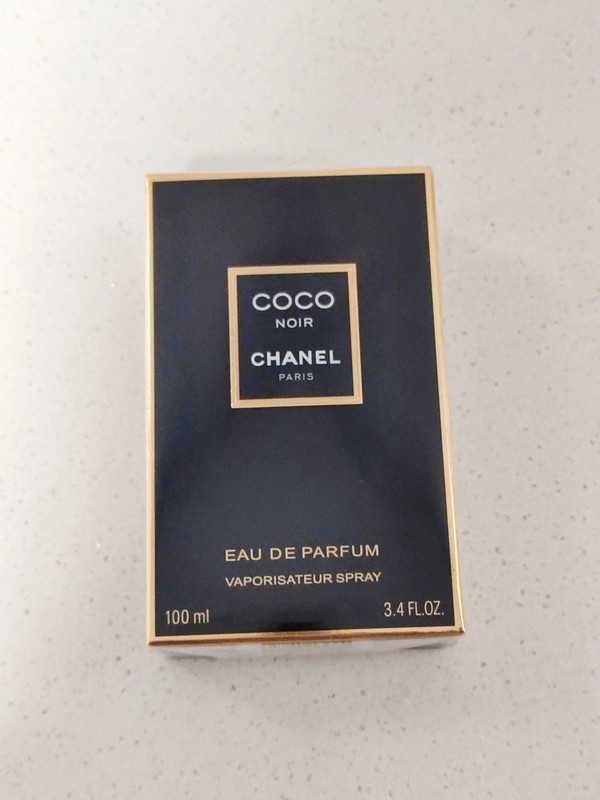 COCO
NOIR
CHANEL
PARIS
EAU DE PARFUM
VAPORISATEUR SPRAY
100 ml 3.4 FL.OZ.